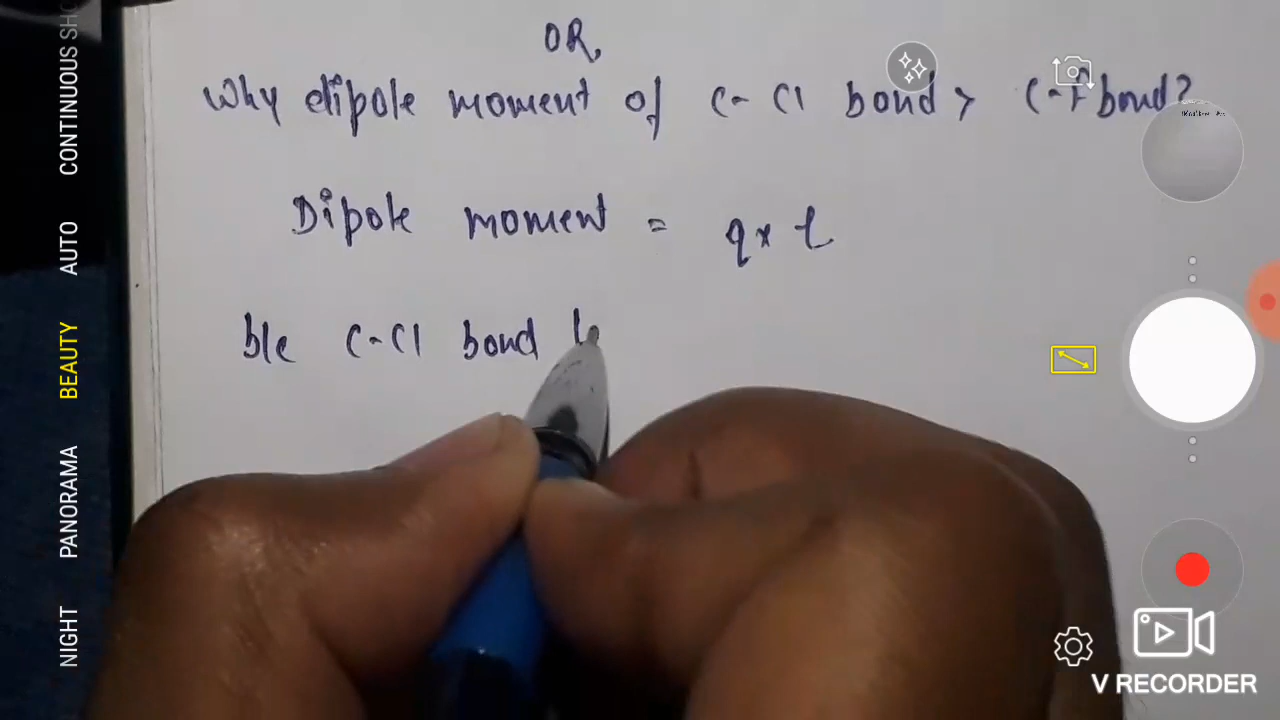 OR,
Why dipole moment of C-Cl bond > C-F bond?
Dipole moment = q x l
b/c C-Cl bond
CONTINUOUS SHO
AUTO
BEAUTY
PANORAMA
NIGHT
V RECORDER